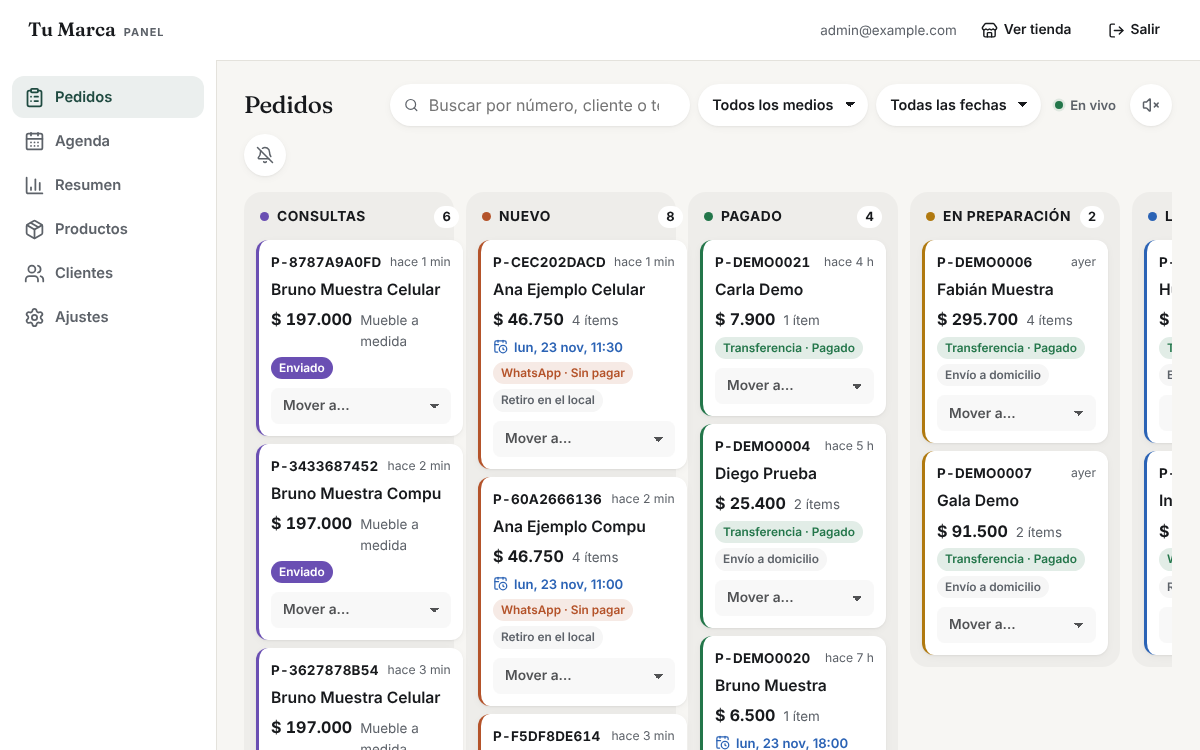 Tu Marca PANEL
admin@example.com
Ver tienda
Salir
Pedidos
Agenda
Resumen
Productos
Clientes
Ajustes
Pedidos
Buscar por número, cliente o te
Todos los medios
Todas las fechas
En vivo
CONSULTAS 6
P-8787A9A0FD hace 1 min
Bruno Muestra Celular
$ 197.000 Mueble a
medida
Enviado
Mover a...
P-3433687452 hace 2 min
Bruno Muestra Compu
$ 197.000 Mueble a
medida
Enviado
Mover a...
P-3627878B54 hace 3 min
Bruno Muestra Celular
$ 197.000 Mueble a
medida
NUEVO 8
P-CEC202DACD hace 1 min
Ana Ejemplo Celular
$ 46.750 4 ítems
lun, 23 nov, 11:30
WhatsApp · Sin pagar
Retiro en el local
Mover a...
P-60A2666136 hace 2 min
Ana Ejemplo Compu
$ 46.750 4 ítems
lun, 23 nov, 11:00
WhatsApp · Sin pagar
Retiro en el local
Mover a...
P-F5DF8DE614 hace 3 min
PAGADO 4
P-DEMO0021 hace 4 h
Carla Demo
$ 7.900 1 ítem
Transferencia · Pagado
Mover a...
P-DEMO0004 hace 5 h
Diego Prueba
$ 25.400 2 ítems
Transferencia · Pagado
Envío a domicilio
Mover a...
P-DEMO0020 hace 7 h
Bruno Muestra
$ 6.500 1 ítem
lun, 23 nov, 18:00
EN PREPARACIÓN 2
P-DEMO0006 ayer
Fabián Muestra
$ 295.700 4 ítems
Transferencia · Pagado
Envío a domicilio
Mover a...
P-DEMO0007 ayer
Gala Demo
$ 91.500 2 ítems
Transferencia · Pagado
Envío a domicilio
Mover a...
L
P-
$
P-
In
$